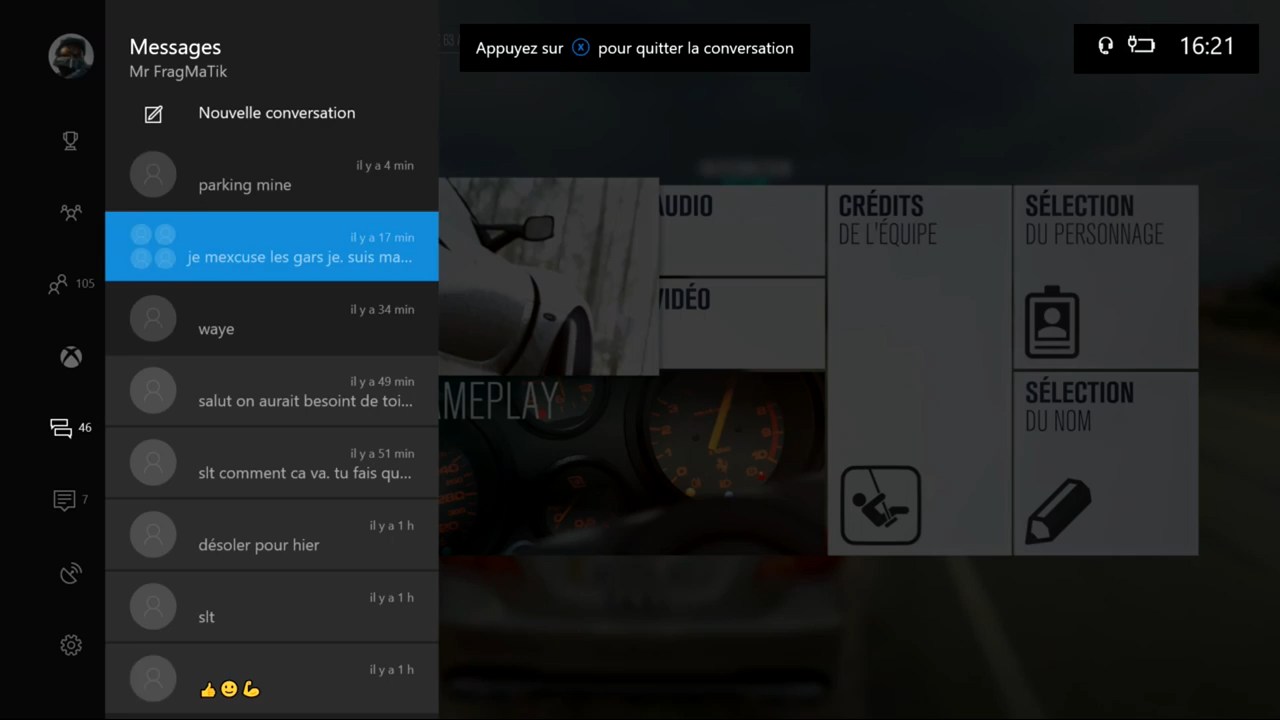 Messages
Mr FragMaTik
Nouvelle conversation
il y a 4 min
parking mine
il y a 17 min
je mexcuse les gars je. suis ma...
il y a 34 min
waye
il y a 49 min
salut on aurait besoint de toi...
il y a 51 min
slt comment ca va. tu fais qu...
il y a 1 h
désoler pour hier
il y a 1 h
slt
il y a 1 h
👍🙂💪
105
46
7
Appuyez sur X pour quitter la conversation
16:21
UDIO
VIDÉO
AMEPLAY
CRÉDITS
DE L'ÉQUIPE
SÉLECTION
DU PERSONNAGE
SÉLECTION
DU NOM